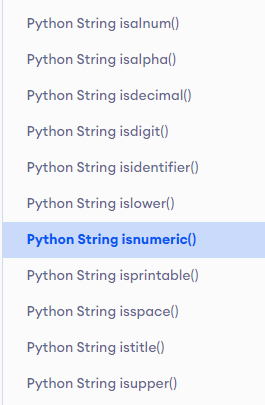 Python String isalnum()
Python String isalpha()
Python String isdecimal()
Python String isdigit()
Python String isidentifier()
Python String islower()
Python String isnumeric()
Python String isprintable()
Python String isspace()
Python String istitle()
Python String isupper()